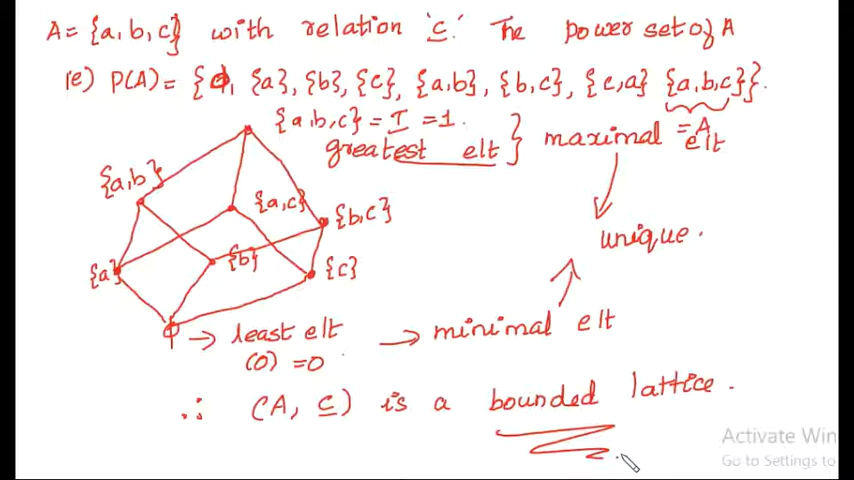 A = {a, b, c} with relation '⊆'. The power set of A
(e) P(A) = {ϕ, {a}, {b}, {c}, {a,b}, {b,c}, {c,a} {a,b,c}}.
= A
{a,b,c} = I = 1.
greatest elt } maximal elt
{a,b}
{a,c}
{b,c}
unique.
{a}
{b}
{c}
ϕ → least elt → minimal elt
(0) = 0
∴ (A, ⊆) is a bounded lattice.
Activate Win
Go to Settings to